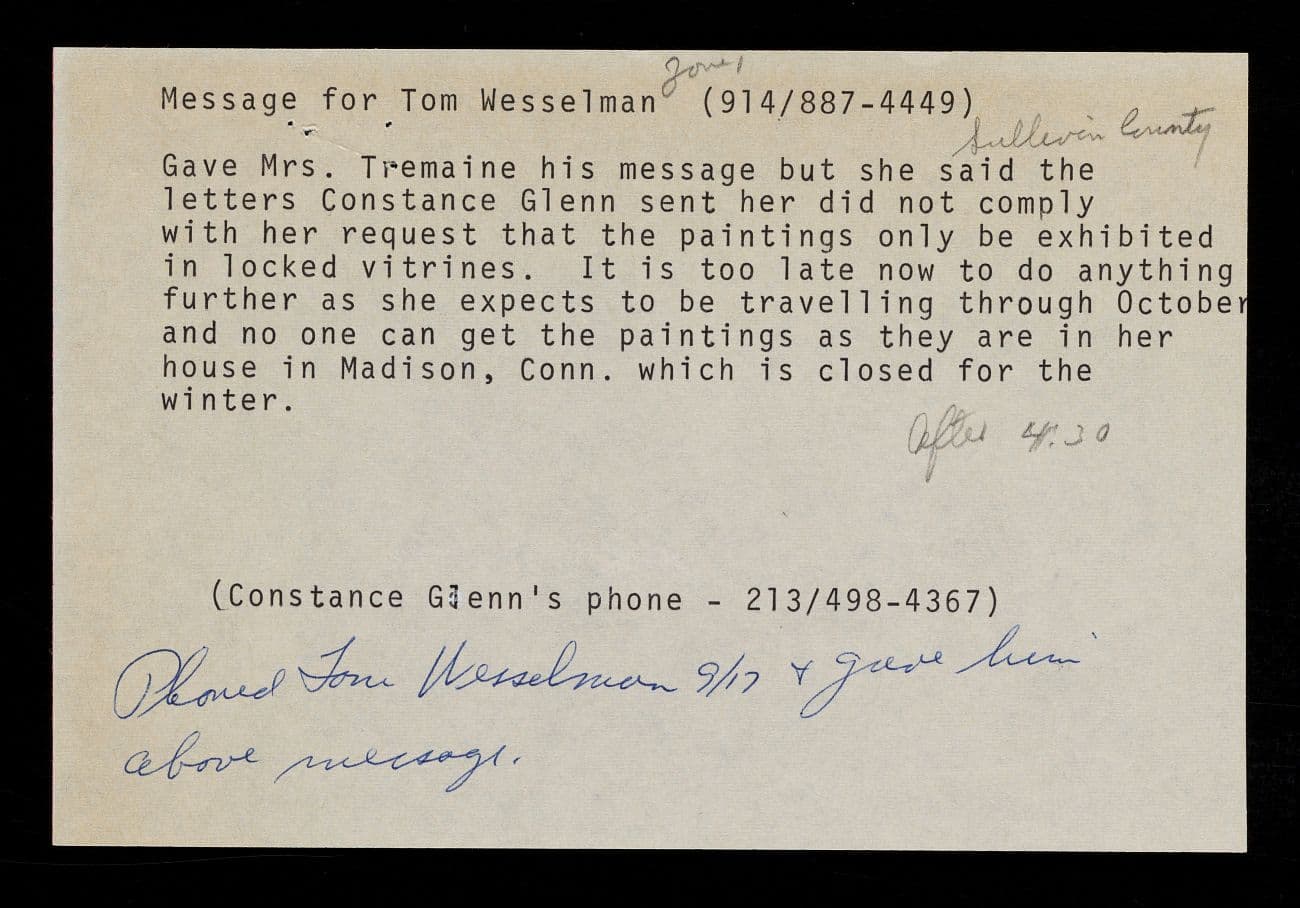 Message for Tom Wesselman (914/887-4449)
Sullivan County
Gave Mrs. Tremaine his message but she said the
letters Constance Glenn sent her did not comply
with her request that the paintings only be exhibited
in locked vitrines.  It is too late now to do anything
further as she expects to be travelling through October
and no one can get the paintings as they are in her
house in Madison, Conn. which is closed for the
winter.
After 4:30
(Constance Glenn's phone - 213/498-4367)
Phoned Tom Wesselman 9/17 + gave him
above message.